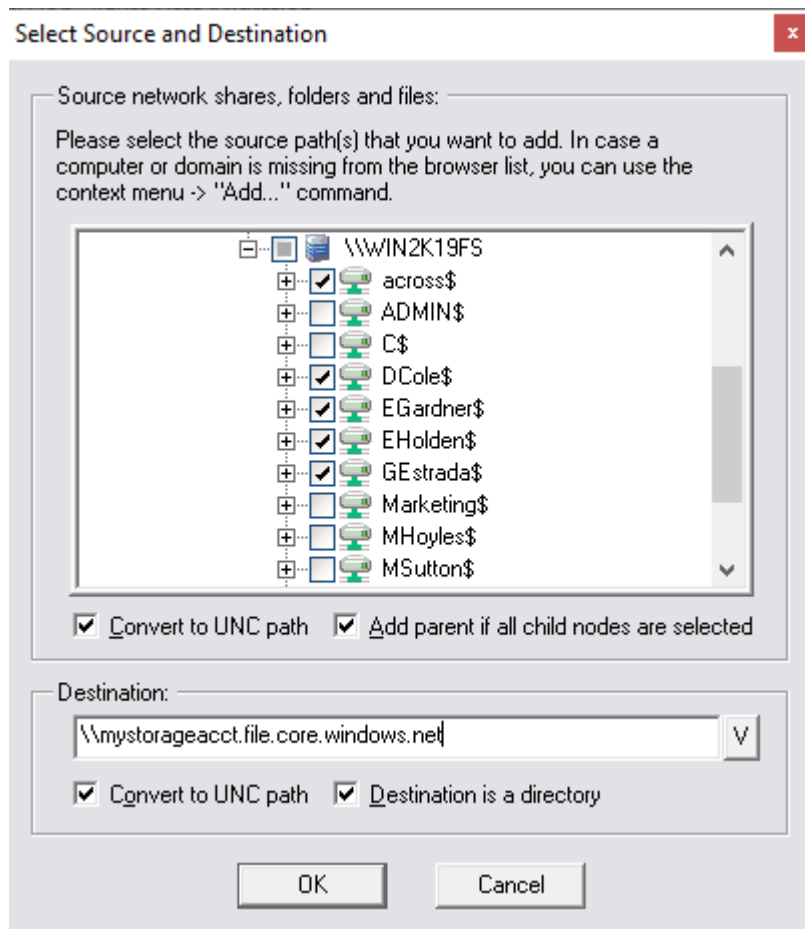 Select Source and Destination
x
Source network shares, folders and files:
Please select the source path(s) that you want to add. In case a
computer or domain is missing from the browser list, you can use the
context menu -> "Add..." command.
\\WIN2K19FS
across$
ADMIN$
C$
DCole$
EGardner$
EHolden$
GEstrada$
Marketing$
MHoyles$
MSutton$
Convert to UNC path Add parent if all child nodes are selected
Destination:
\\mystorageacct.file.core.windows.net V
Convert to UNC path Destination is a directory
OK Cancel